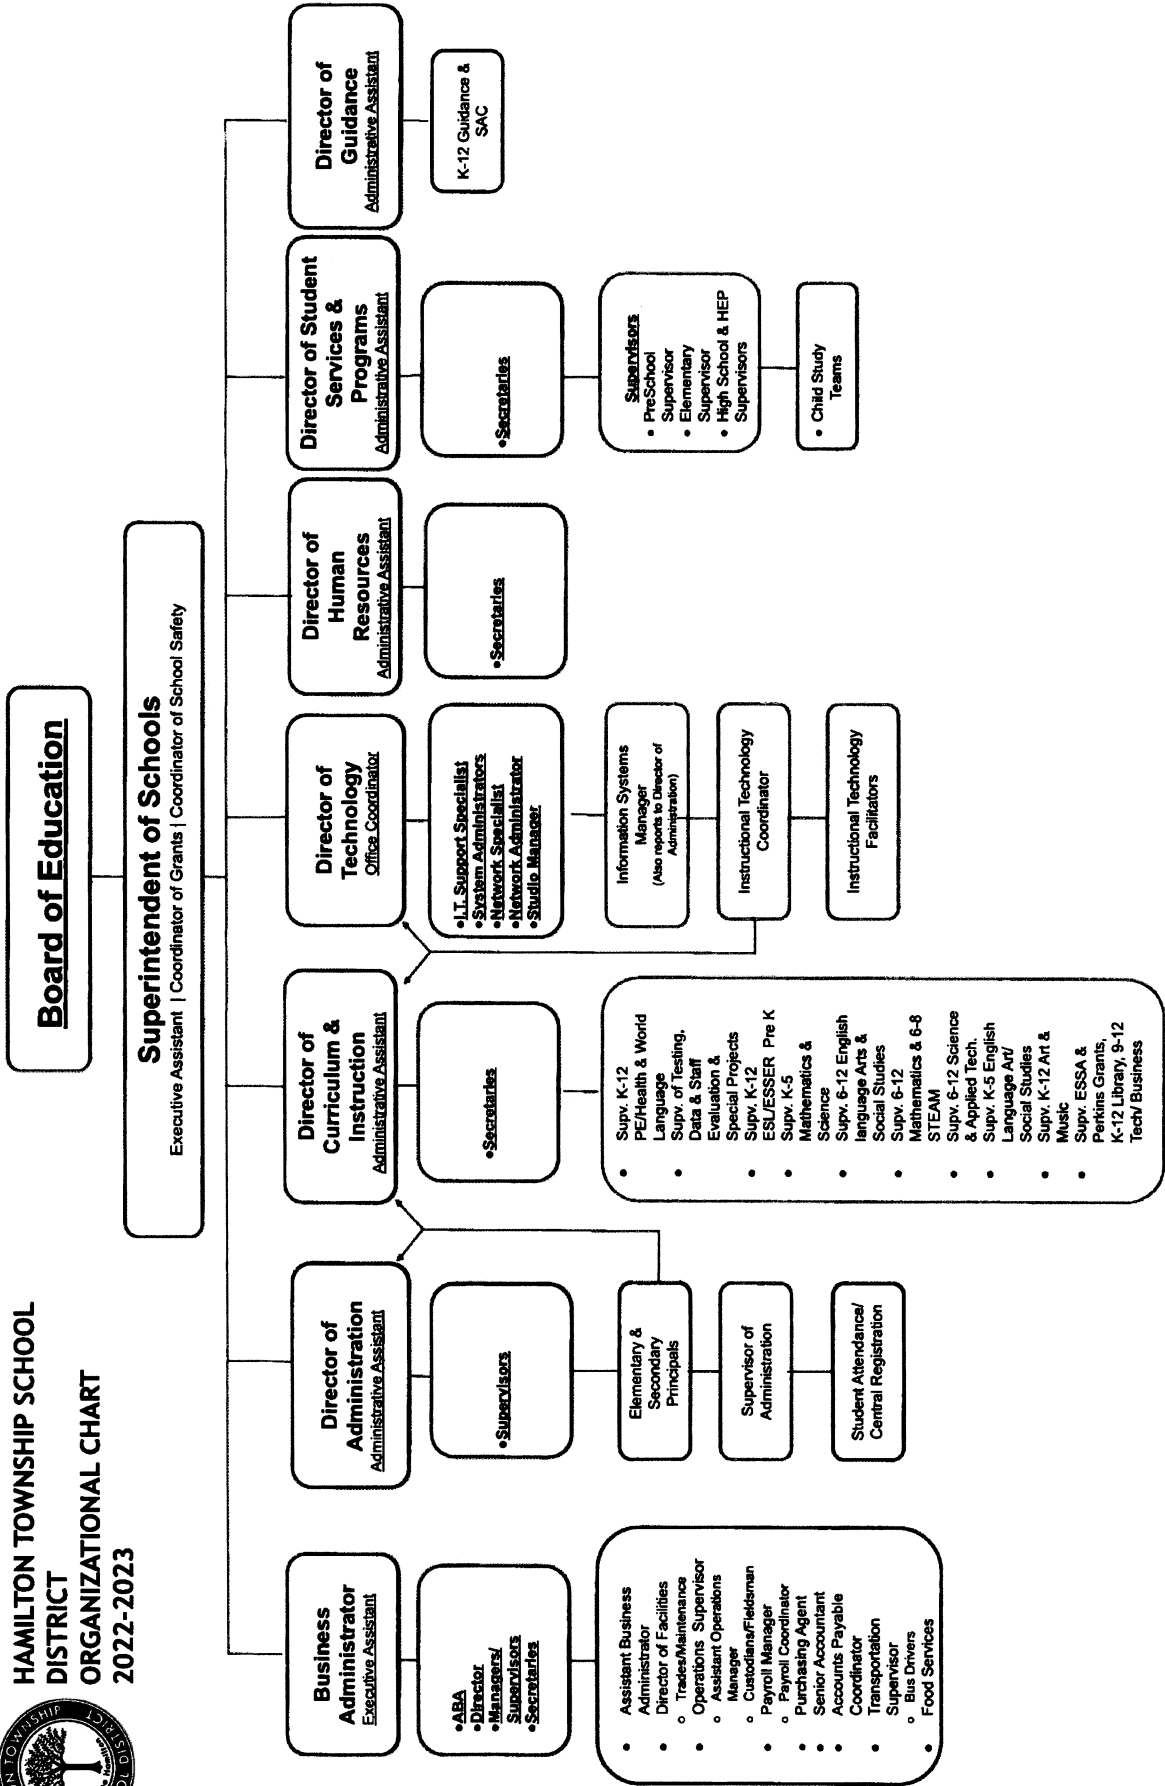 HAMILTON TOWNSHIP SCHOOL
DISTRICT
ORGANIZATIONAL CHART
2022-2023
Board of Education
Superintendent of Schools
Executive Assistant | Coordinator of Grants | Coordinator of School Safety
Business
Administrator
Executive Assistant
•ABA
•Director
•Managers/
Supervisors
•Secretaries
• Assistant Business
Administrator
• Director of Facilities
o Trades/Maintenance
• Operations Supervisor
o Assistant Operations
Manager
o Custodians/Fieldsman
• Payroll Manager
o Payroll Coordinator
• Purchasing Agent
• Senior Accountant
• Accounts Payable
Coordinator
• Transportation
Supervisor
o Bus Drivers
• Food Services
Director of
Administration
Administrative Assistant
•Supervisors
Elementary &
Secondary
Principals
Supervisor of
Administration
Student Attendance/
Central Registration
Director of
Curriculum &
Instruction
Administrative Assistant
•Secretaries
• Supv. K-12
PE/Health & World
Language
• Supv. of Testing,
Data & Staff
Evaluation &
Special Projects
• Supv. K-12
ESL/ESSER Pre K
• Supv. K-5
Mathematics &
Science
• Supv. 6-12 English
language Arts &
Social Studies
• Supv. 6-12
Mathematics & 6-8
STEAM
• Supv. 6-12 Science
& Applied Tech.
• Supv. K-5 English
Language Art/
Social Studies
• Supv. K-12 Art &
Music
• Supv. ESSA &
Perkins Grants,
K-12 Library, 9-12
Tech/ Business
Director of
Technology
Office Coordinator
•I.T. Support Specialist
•System Administrators
•Network Specialist
•Network Administrator
•Studio Manager
Information Systems
Manager
(Also reports to Director of
Administration)
Instructional Technology
Coordinator
Instructional Technology
Facilitators
Director of
Human
Resources
Administrative Assistant
•Secretaries
Director of Student
Services &
Programs
Administrative Assistant
•Secretaries
Supervisors
• PreSchool
Supervisor
• Elementary
Supervisor
• High School & HEP
Supervisors
• Child Study
Teams
Director of
Guidance
Administrative Assistant
K-12 Guidance &
SAC